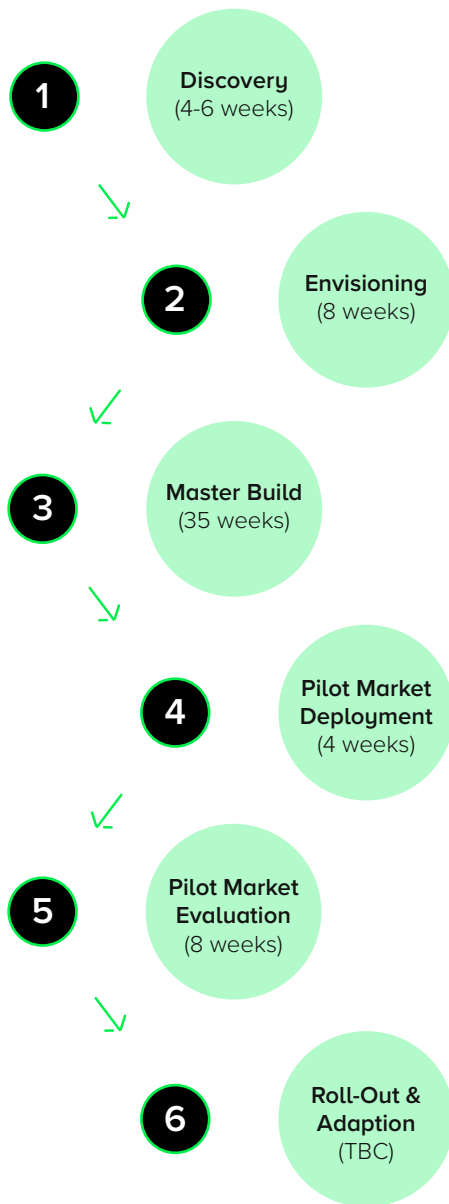 1
Discovery
(4-6 weeks)
2
Envisioning
(8 weeks)
3
Master Build
(35 weeks)
4
Pilot Market
Deployment
(4 weeks)
5
Pilot Market
Evaluation
(8 weeks)
6
Roll-Out &
Adaption
(TBC)